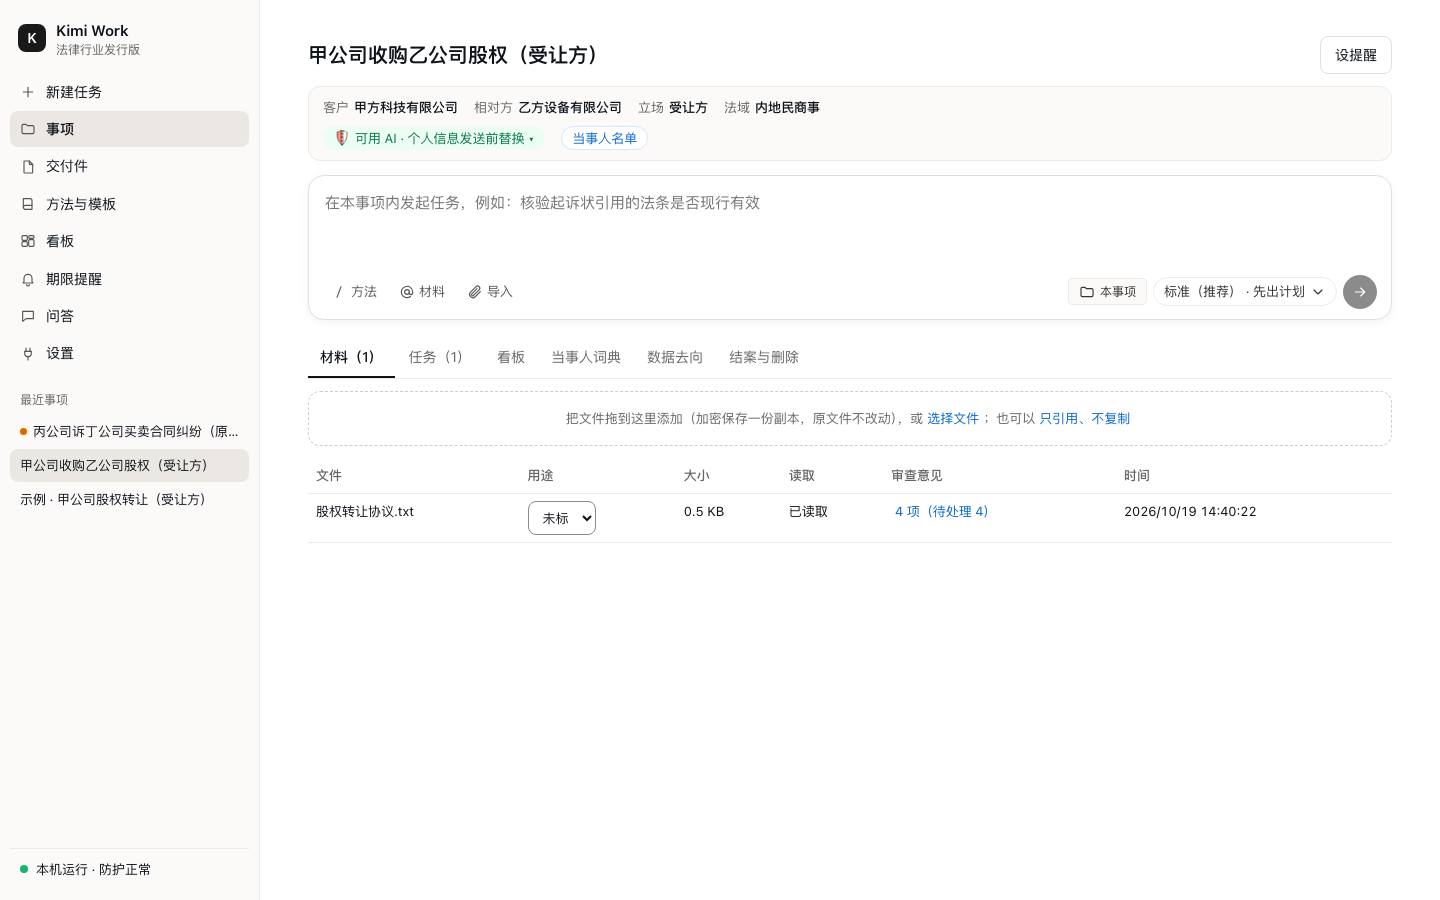 K
Kimi Work
法律行业发行版
新建任务
事项
交付件
方法与模板
看板
期限提醒
问答
设置
最近事项
丙公司诉丁公司买卖合同纠纷（原...
甲公司收购乙公司股权（受让方）
示例 · 甲公司股权转让（受让方）
本机运行 · 防护正常
甲公司收购乙公司股权（受让方）
设提醒
客户 甲方科技有限公司 相对方 乙方设备有限公司 立场 受让方 法域 内地民商事
可用 AI · 个人信息发送前替换 当事人名单
在本事项内发起任务，例如：核验起诉状引用的法条是否现行有效
/ 方法 @ 材料 导入 本事项 标准（推荐） · 先出计划
材料（1） 任务（1） 看板 当事人词典 数据去向 结案与删除
把文件拖到这里添加（加密保存一份副本，原文件不改动），或 选择文件；也可以 只引用、不复制
文件 用途 大小 读取 审查意见 时间
股权转让协议.txt 未标 0.5 KB 已读取 4 项（待处理 4） 2026/10/19 14:40:22